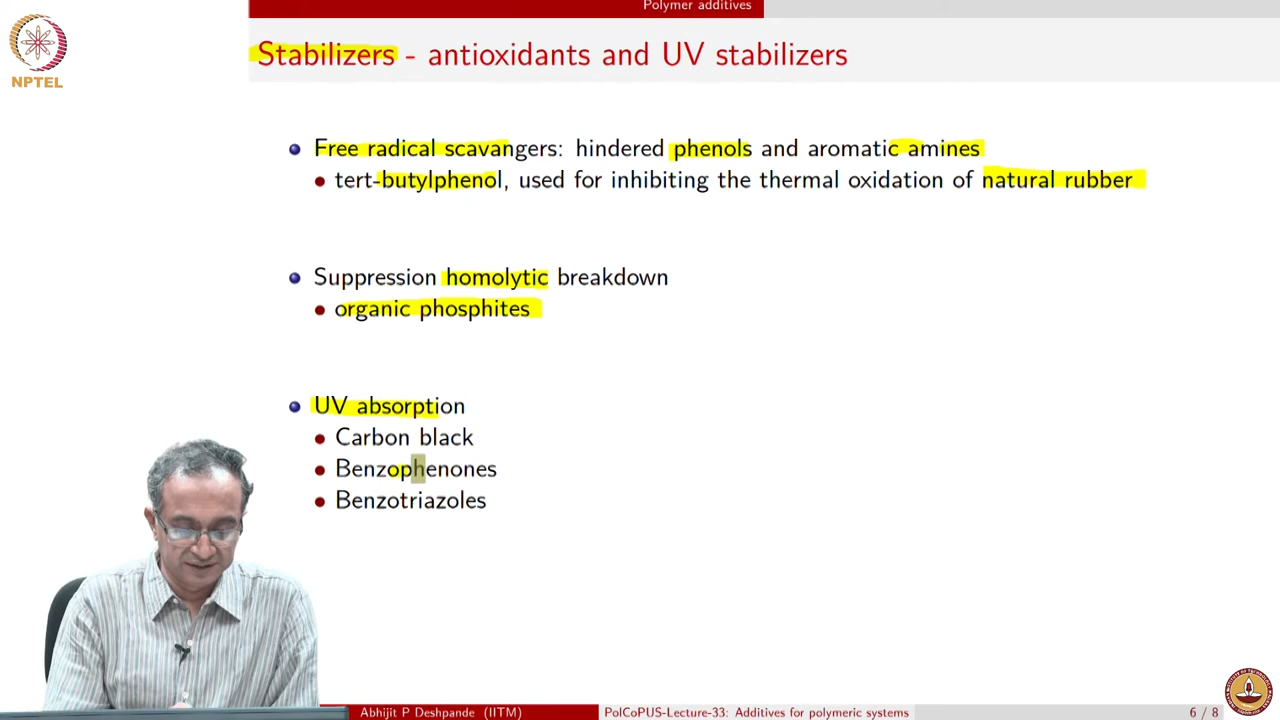 Polymer additives
NPTEL
Stabilizers - antioxidants and UV stabilizers
Free radical scavangers: hindered phenols and aromatic amines
tert-butylphenol, used for inhibiting the thermal oxidation of natural rubber
Suppression homolytic breakdown
organic phosphites
UV absorption
Carbon black
Benzophenones
Benzotriazoles
Abhijit P Deshpande (IITM)
PolCoPUS-Lecture-33: Additives for polymeric systems
6 / 8